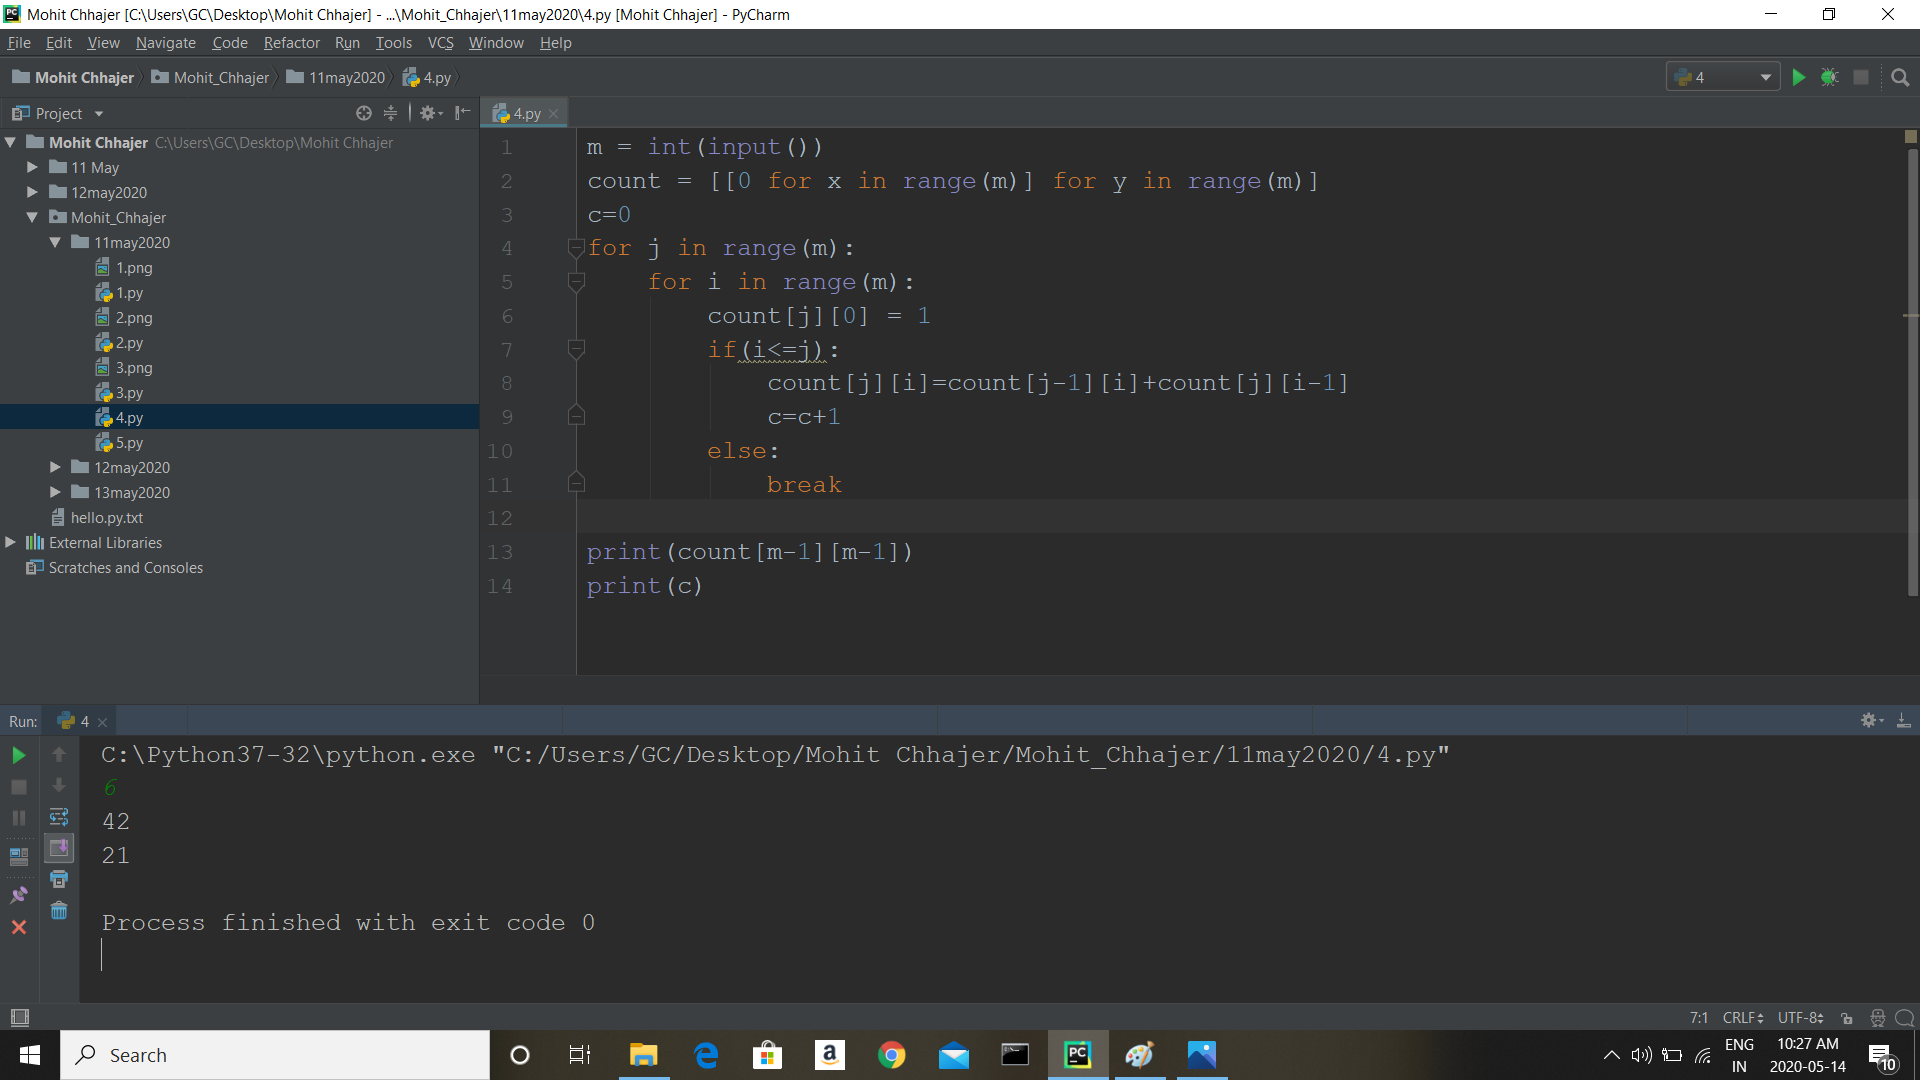 Mohit Chhajer [C:\Users\GC\Desktop\Mohit Chhajer] - ...\Mohit_Chhajer\11may2020\4.py [Mohit Chhajer] - PyCharm
File Edit View Navigate Code Refactor Run Tools VCS Window Help
Mohit Chhajer Mohit_Chhajer 11may2020 4.py
4
Project
4.py
Mohit Chhajer C:\Users\GC\Desktop\Mohit Chhajer
11 May
12may2020
Mohit_Chhajer
11may2020
1.png
1.py
2.png
2.py
3.png
3.py
4.py
5.py
12may2020
13may2020
hello.py.txt
External Libraries
Scratches and Consoles
1 m = int(input())
2 count = [[0 for x in range(m)] for y in range(m)]
3 c=0
4 for j in range(m):
5     for i in range(m):
6         count[j][0] = 1
7         if(i<=j):
8             count[j][i]=count[j-1][i]+count[j][i-1]
9             c=c+1
10         else:
11             break
12
13 print(count[m-1][m-1])
14 print(c)
Run: 4
C:\Python37-32\python.exe "C:/Users/GC/Desktop/Mohit Chhajer/Mohit_Chhajer/11may2020/4.py"
6
42
21
Process finished with exit code 0
7:1 CRLF UTF-8
Search
ENG
IN
10:27 AM
2020-05-14
10